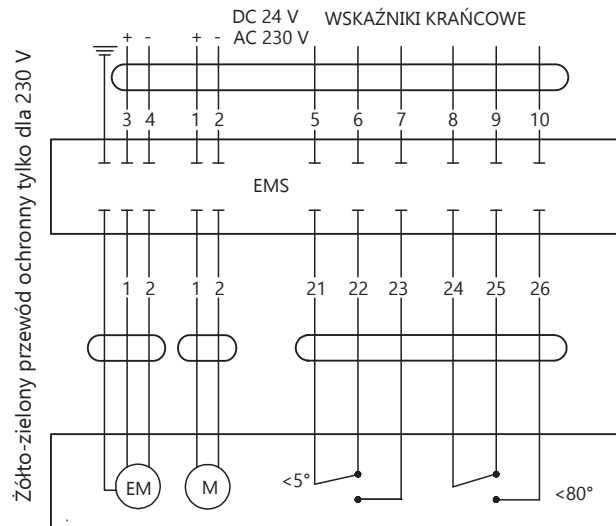 DC 24 V WSKAŹNIKI KRAŃCOWE
+ - + - AC 230 V
3 4 1 2 5 6 7 8 9 10
EMS
1 2 1 2 21 22 23 24 25 26
EM M <5° <80°
Żółto-zielony przewód ochronny tylko dla 230 V